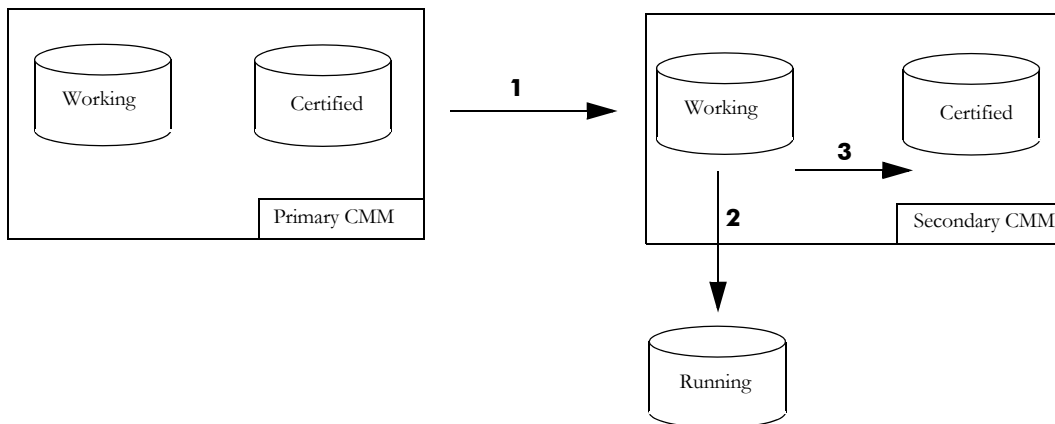 Working
Certified
Primary CMM
1
Working
Certified
3
2
Secondary CMM
Running